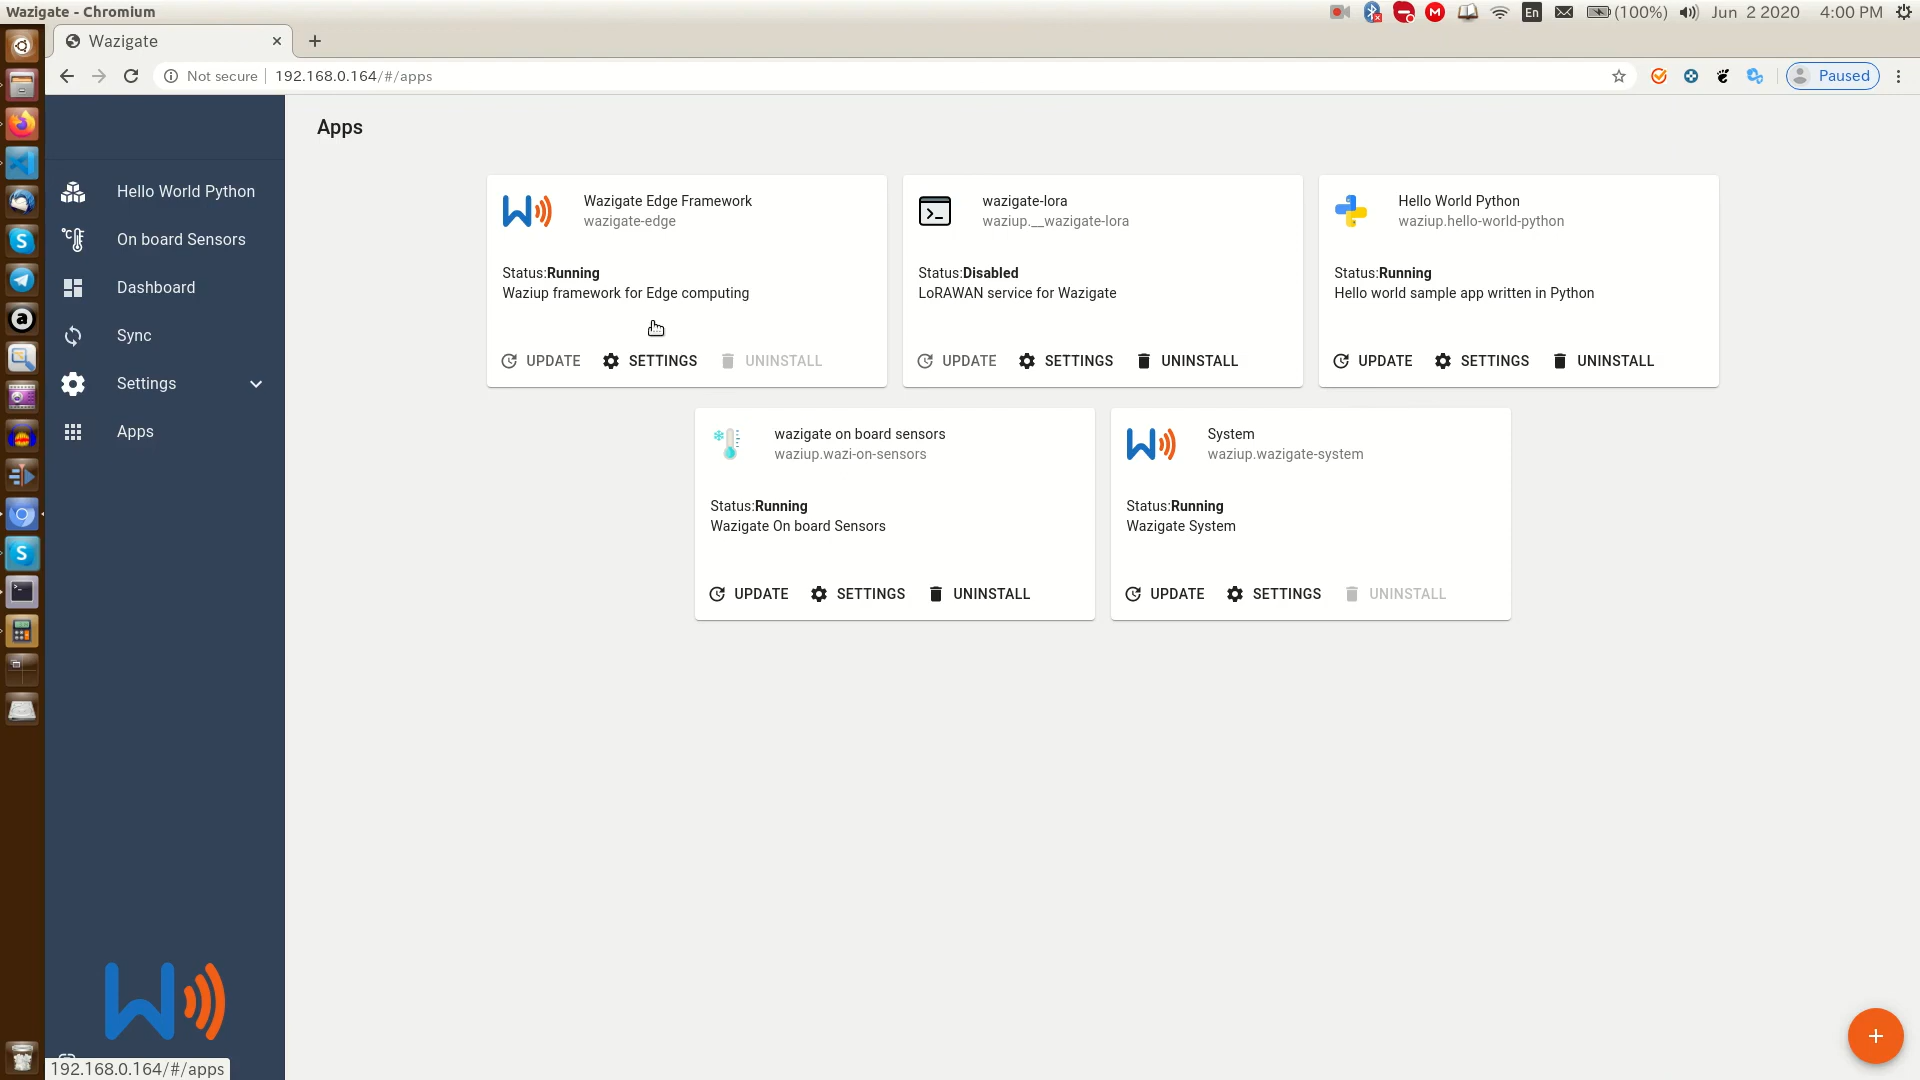 Wazigate - Chromium
En
(100%)
Jun 2 2020
4:00 PM
Wazigate
Not secure
192.168.0.164/#/apps
Paused
Hello World Python
On board Sensors
Dashboard
Sync
Settings
Apps
Apps
Wazigate Edge Framework
wazigate-edge
Status:Running
Waziup framework for Edge computing
UPDATE
SETTINGS
UNINSTALL
wazigate-lora
waziup.__wazigate-lora
Status:Disabled
LoRAWAN service for Wazigate
UPDATE
SETTINGS
UNINSTALL
Hello World Python
waziup.hello-world-python
Status:Running
Hello world sample app written in Python
UPDATE
SETTINGS
UNINSTALL
wazigate on board sensors
waziup.wazi-on-sensors
Status:Running
Wazigate On board Sensors
UPDATE
SETTINGS
UNINSTALL
System
waziup.wazigate-system
Status:Running
Wazigate System
UPDATE
SETTINGS
UNINSTALL
192.168.0.164/#/apps